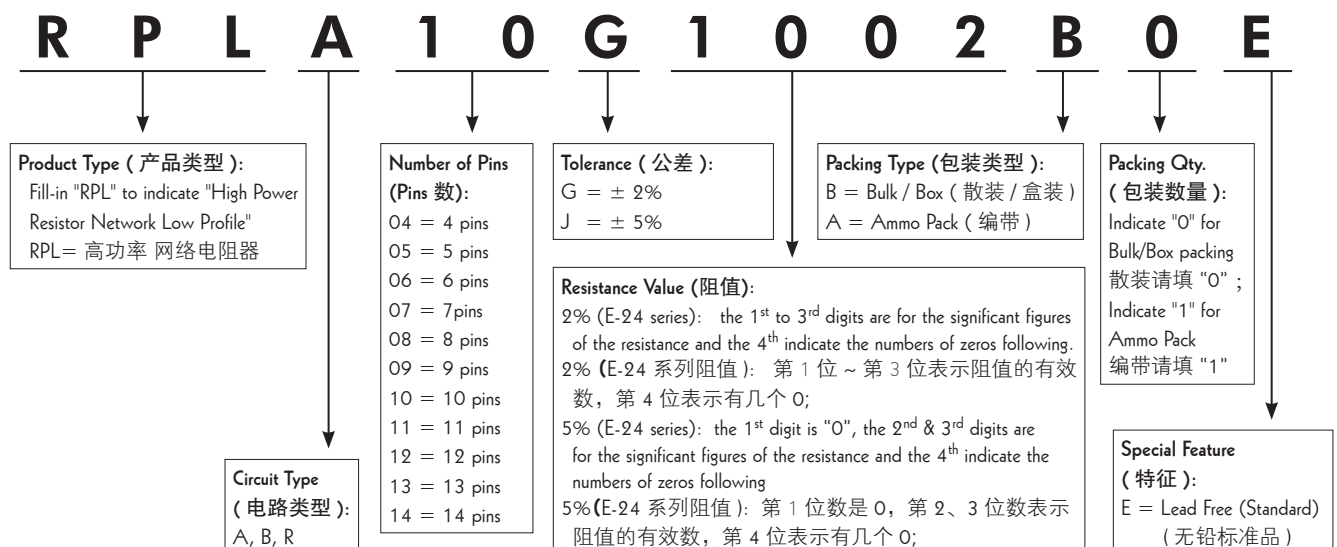 R P L A 1 0 G 1 0 0 2 B 0 E
Product Type ( 产品类型 ):
Fill-in "RPL" to indicate "High Power
Resistor Network Low Profile"
RPL= 高功率 网络电阻器
Circuit Type
( 电路类型 ):
A, B, R
Number of Pins
(Pins 数):
04 = 4 pins
05 = 5 pins
06 = 6 pins
07 = 7pins
08 = 8 pins
09 = 9 pins
10 = 10 pins
11 = 11 pins
12 = 12 pins
13 = 13 pins
14 = 14 pins
Tolerance ( 公差 ):
G = ± 2%
J = ± 5%
Resistance Value (阻值):
2% (E-24 series): the 1st to 3rd digits are for the significant figures
of the resistance and the 4th indicate the numbers of zeros following.
2% (E-24 系列阻值 ): 第 1 位 ~ 第 3 位表示阻值的有效
数，第 4 位表示有几个 0;
5% (E-24 series): the 1st digit is “0”, the 2nd & 3rd digits are
for the significant figures of the resistance and the 4th indicate the
numbers of zeros following
5%(E-24 系列阻值 ): 第 1 位数是 0，第 2、3 位数表示
阻值的有效数，第 4 位表示有几个 0;
Packing Type (包装类型):
B = Bulk / Box ( 散装 / 盒装 )
A = Ammo Pack ( 编带 )
Packing Qty.
( 包装数量 ):
Indicate "0" for
Bulk/Box packing
散装请填 “0” ;
Indicate "1" for
Ammo Pack
编带请填 “1”
Special Feature
( 特征 ):
E = Lead Free (Standard)
( 无铅标准品 )